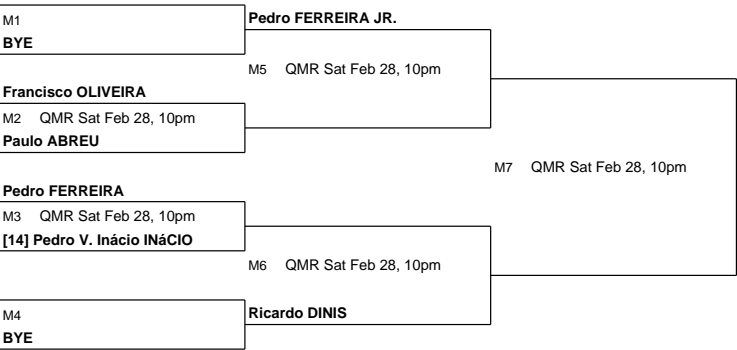 Pedro FERREIRA JR.
M1
BYE
M5 QMR Sat Feb 28, 10pm
Francisco OLIVEIRA
M2 QMR Sat Feb 28, 10pm
Paulo ABREU
M7 QMR Sat Feb 28, 10pm
Pedro FERREIRA
M3 QMR Sat Feb 28, 10pm
[14] Pedro V. Inácio INáCIO
M6 QMR Sat Feb 28, 10pm
Ricardo DINIS
M4
BYE